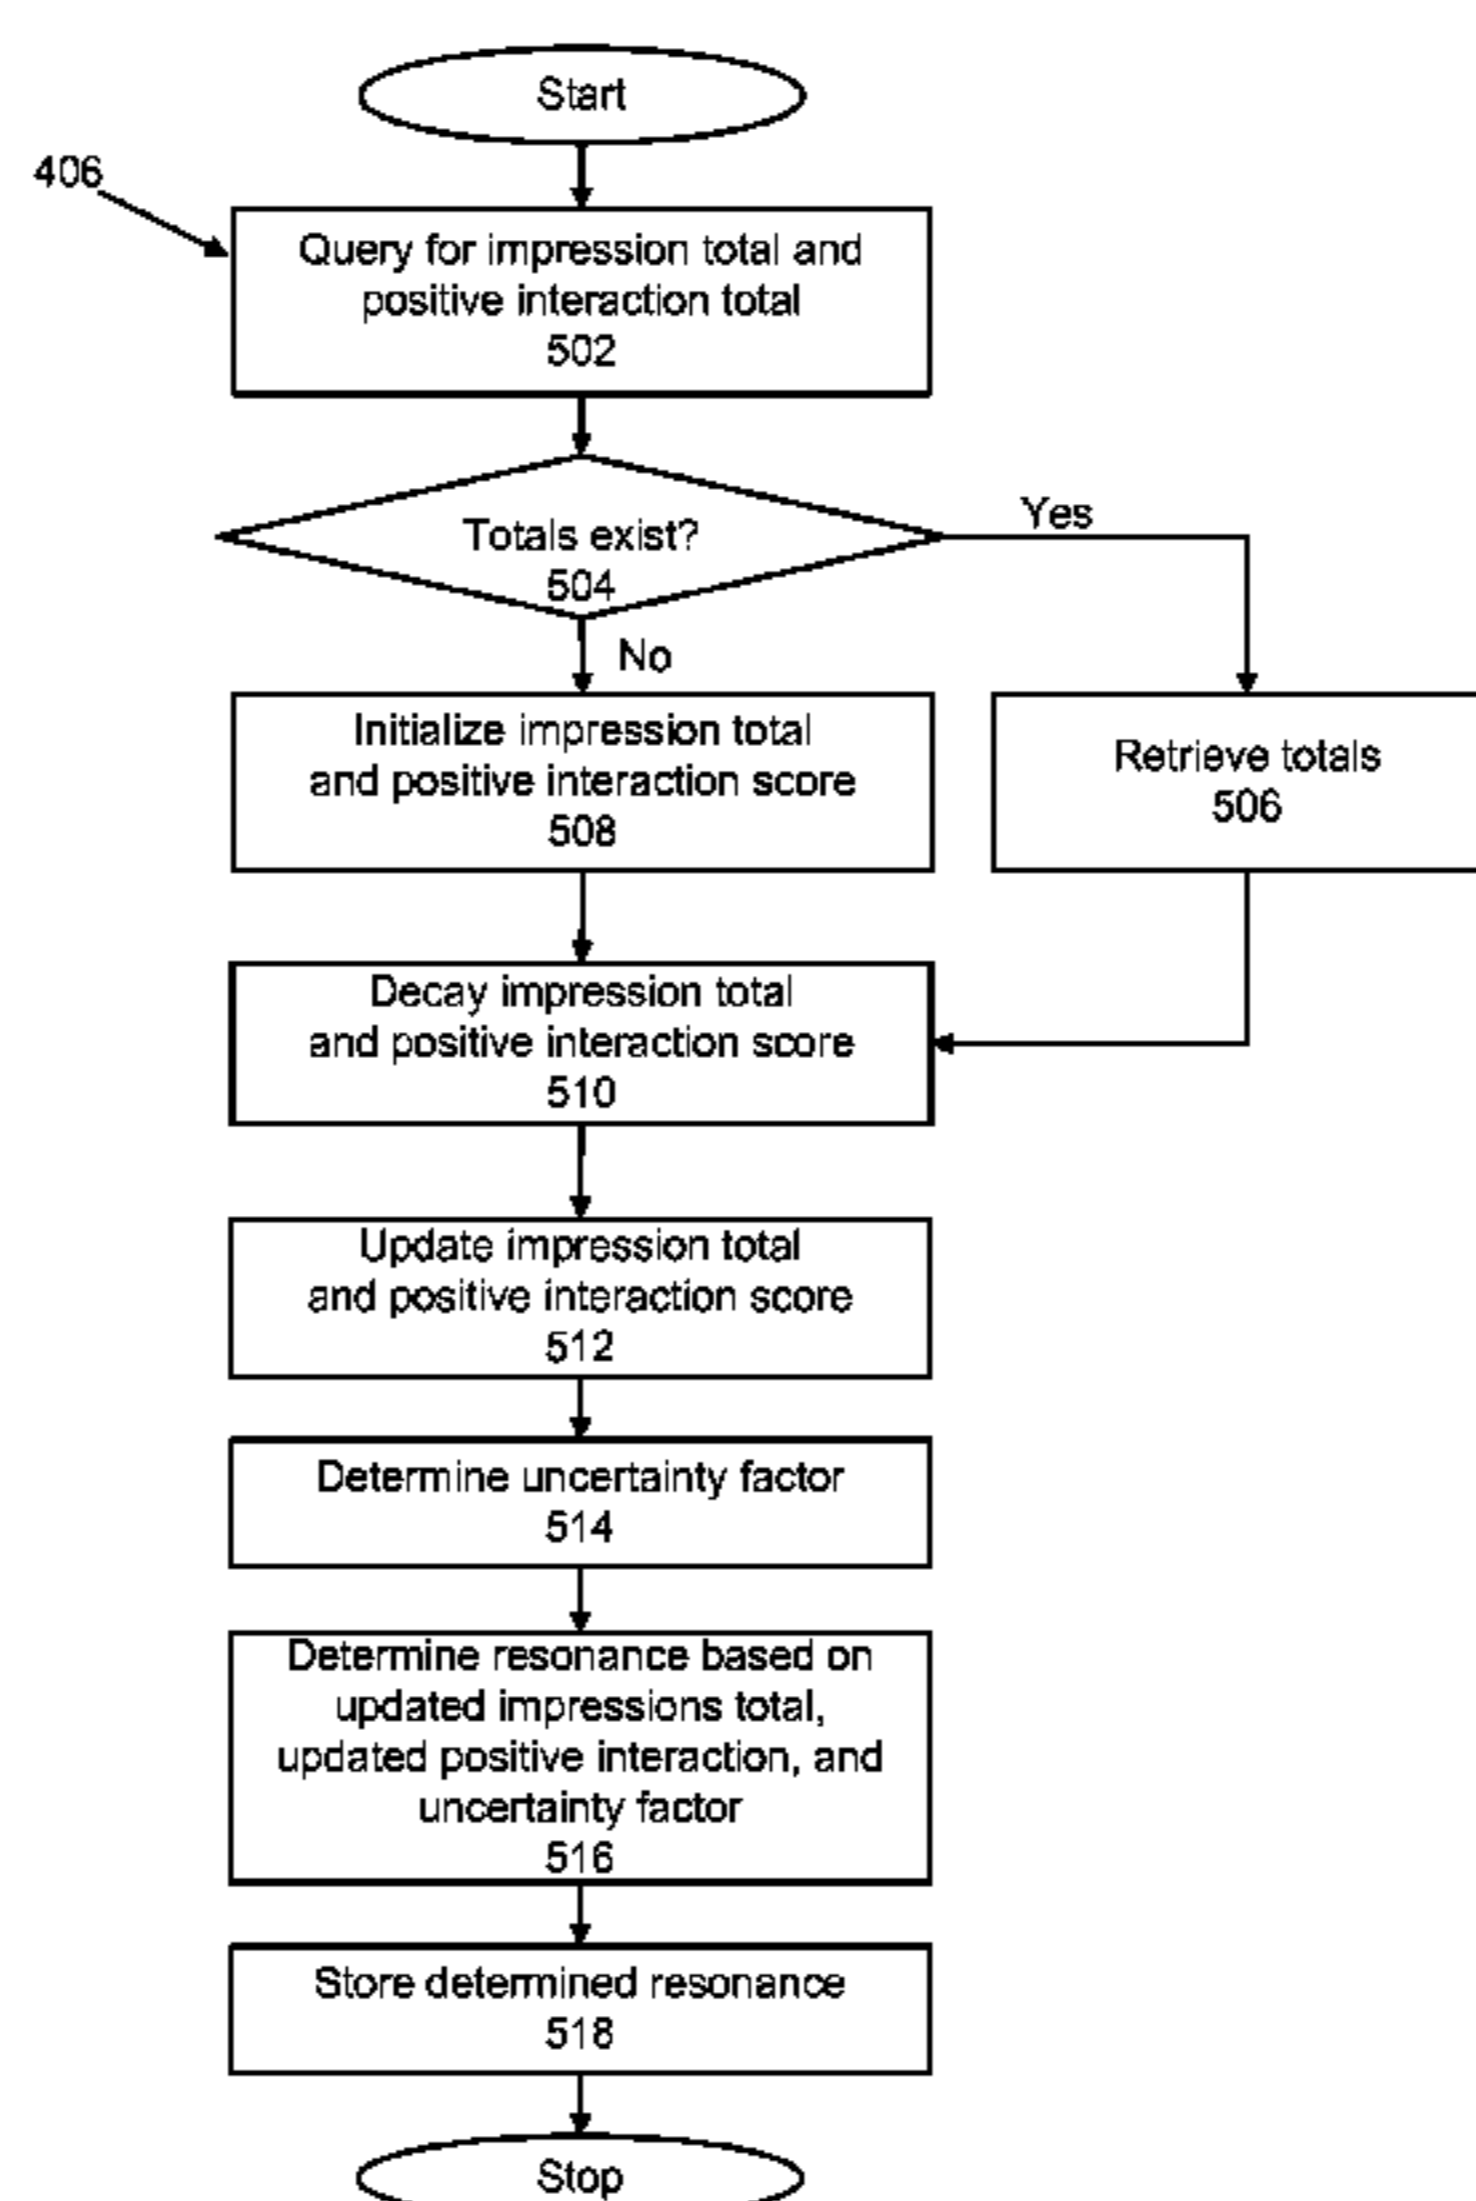 Start
406
Query for impression total and
positive interaction total
502
Totals exist?
504
Yes
No
Initialize impression total
and positive interaction score
508
Retrieve totals
506
Decay impression total
and positive interaction score
510
Update impression total
and positive interaction score
512
Determine uncertainty factor
514
Determine resonance based on
updated impressions total,
updated positive interaction, and
uncertainty factor
516
Store determined resonance
518
Stop